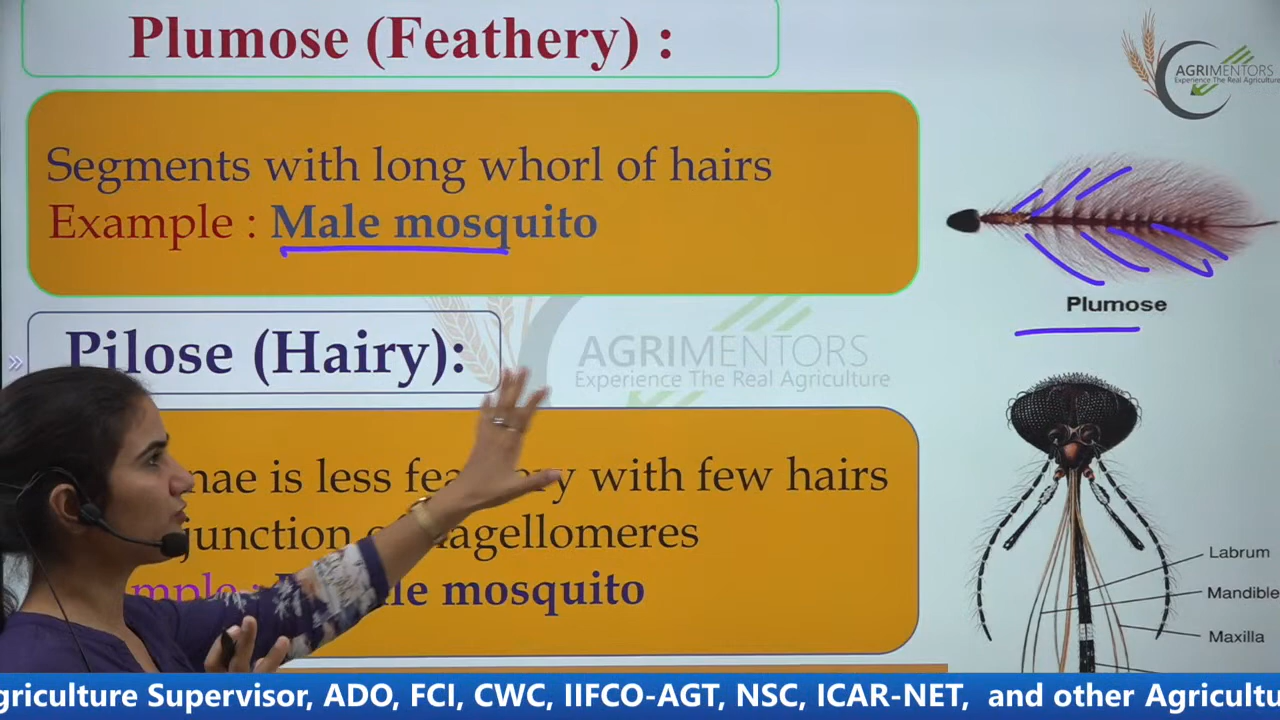 Plumose (Feathery) :
AGRIMENTORS
Experience The Real Agriculture
Segments with long whorl of hairs
Example : Male mosquito
Plumose
Pilose (Hairy):
AGRIMENTORS
Experience The Real Agriculture
is less with few hairs
junction
mosquito
Labrum
Mandible
Maxilla
griculture Supervisor, ADO, FCI, CWC, IIFCO-AGT, NSC, ICAR-NET, and other Agricultu